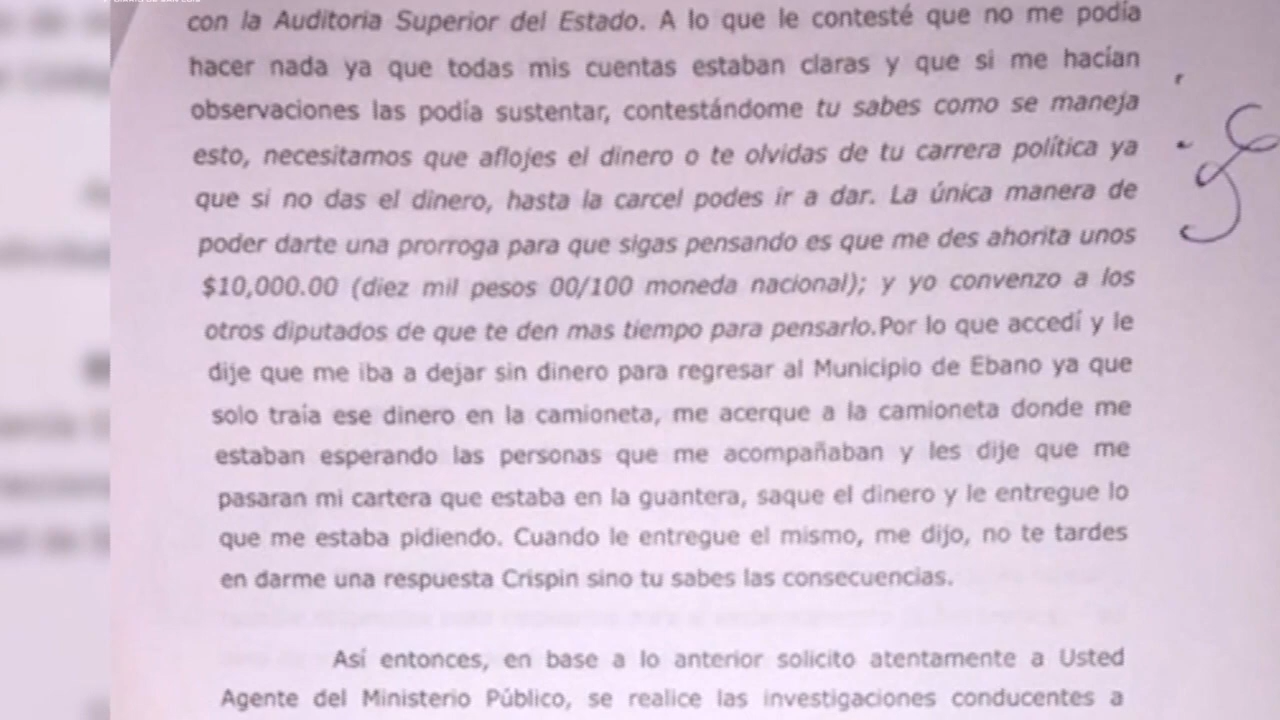 con la Auditoria Superior del Estado. A lo que le contesté que no me podía
hacer nada ya que todas mis cuentas estaban claras y que si me hacían
observaciones las podía sustentar, contestándome tu sabes como se maneja
esto, necesitamos que aflojes el dinero o te olvidas de tu carrera política ya
que si no das el dinero, hasta la carcel podes ir a dar. La única manera de
poder darte una prorroga para que sigas pensando es que me des ahorita unos
$10,000.00 (diez mil pesos 00/100 moneda nacional); y yo convenzo a los
otros diputados de que te den mas tiempo para pensarlo.Por lo que accedí y le
dije que me iba a dejar sin dinero para regresar al Municipio de Ebano ya que
solo traía ese dinero en la camioneta, me acerque a la camioneta donde me
estaban esperando las personas que me acompañaban y les dije que me
pasaran mi cartera que estaba en la guantera, saque el dinero y le entregue lo
que me estaba pidiendo. Cuando le entregue el mismo, me dijo, no te tardes
en darme una respuesta Crispin sino tu sabes las consecuencias.
Así entonces, en base a lo anterior solicito atentamente a Usted
Agente del Ministerio Público, se realice las investigaciones conducentes a